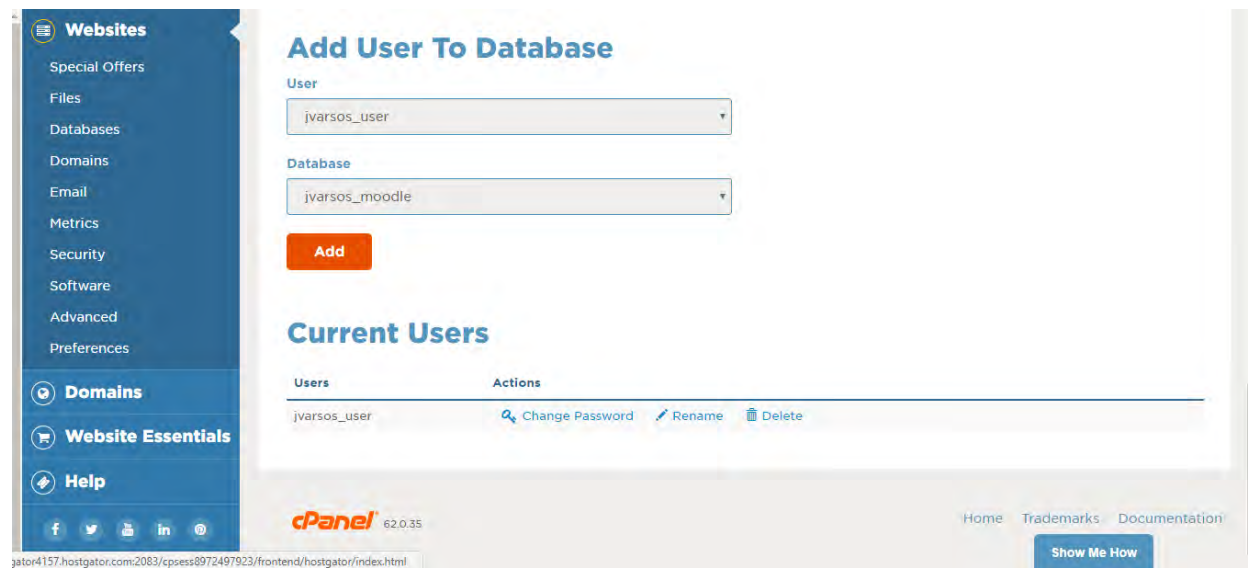 Websites
Special Offers
Files
Databases
Domains
Email
Metrics
Security
Software
Advanced
Preferences
Domains
Website Essentials
Help
Add User To Database
User
jvarsos_user
Database
jvarsos_moodle
Add
Current Users
Users Actions
jvarsos_user Change Password Rename Delete
cPanel 62.0.35
Home Trademarks Documentation
Show Me How
gator4157.hostgator.com:2083/cpsess8972497923/frontend/hostgator/index.html